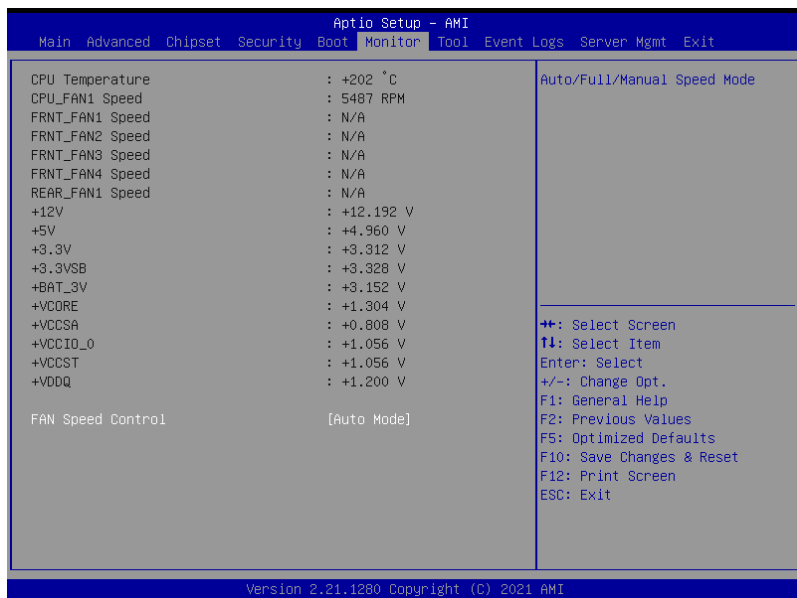 Aptio Setup - AMI
Main Advanced Chipset Security Boot Monitor Tool Event Logs Server Mgmt Exit
CPU Temperature : +202 °C
CPU_FAN1 Speed : 5487 RPM
FRNT_FAN1 Speed : N/A
FRNT_FAN2 Speed : N/A
FRNT_FAN3 Speed : N/A
FRNT_FAN4 Speed : N/A
REAR_FAN1 Speed : N/A
+12V : +12.192 V
+5V : +4.960 V
+3.3V : +3.312 V
+3.3VSB : +3.328 V
+BAT_3V : +3.152 V
+VCORE : +1.304 V
+VCCSA : +0.808 V
+VCCIO_0 : +1.056 V
+VCCST : +1.056 V
+VDDQ : +1.200 V
FAN Speed Control [Auto Mode]
Auto/Full/Manual Speed Mode
→←: Select Screen
↑↓: Select Item
Enter: Select
+/-: Change Opt.
F1: General Help
F2: Previous Values
F5: Optimized Defaults
F10: Save Changes & Reset
F12: Print Screen
ESC: Exit
Version 2.21.1280 Copyright (C) 2021 AMI